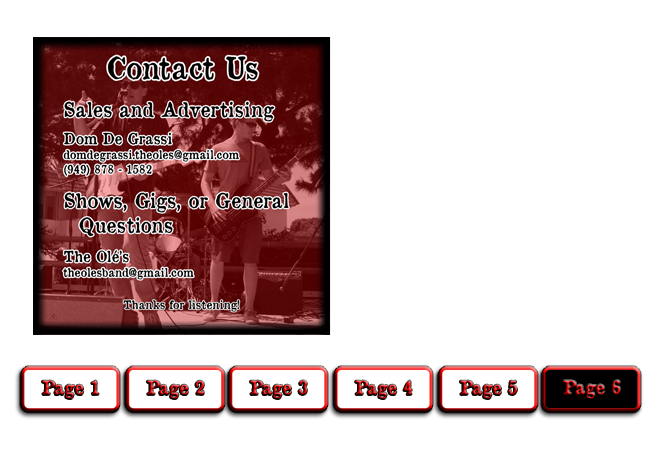 Contact Us
Sales and Advertising
Dom De Grassi
domdegrassi.theoles@gmail.com
(949) 878 - 1582
Shows, Gigs, or General
Questions
The Olé's
theolesband@gmail.com
Thanks for listening!
Page 1 Page 2 Page 3 Page 4 Page 5 Page 6